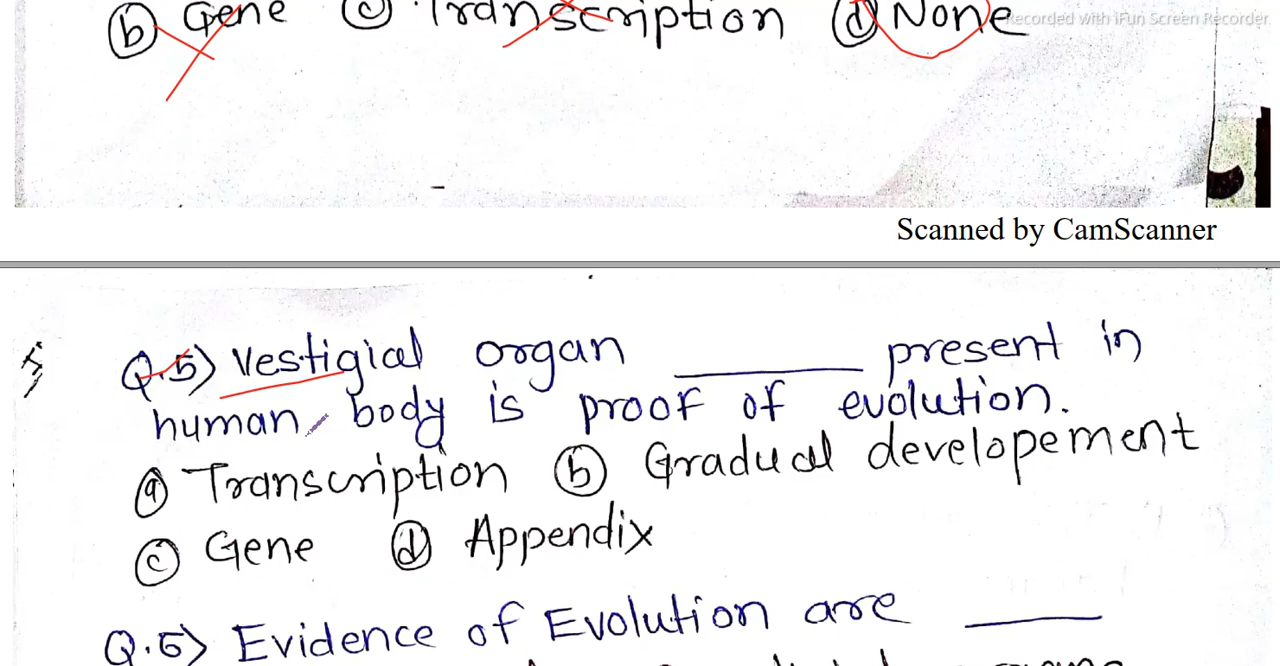 Recorded with iFun Screen Recorder.
b Gene c Transcription d None
Scanned by CamScanner
Q.5) Vestigial organ ______ present in
human body is proof of evolution.
a Transcription b Gradual developement
c Gene d Appendix
Q.6) Evidence of Evolution are ______